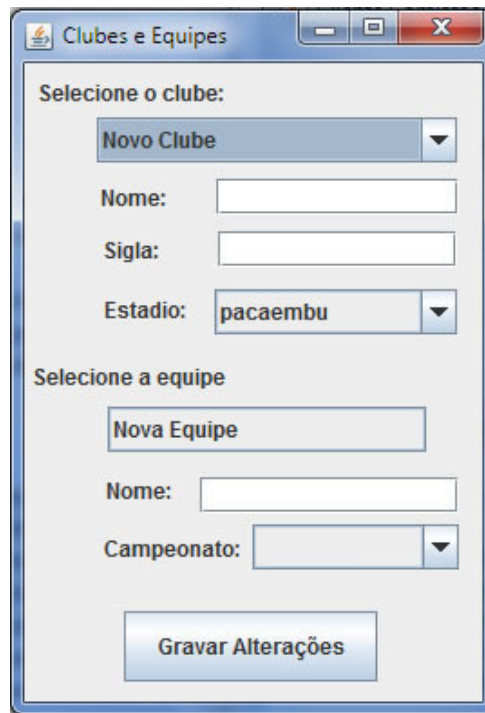 Clubes e Equipes
Selecione o clube:
Novo Clube
Nome:
Sigla:
Estadio: pacaembu
Selecione a equipe
Nova Equipe
Nome:
Campeonato:
Gravar Alterações